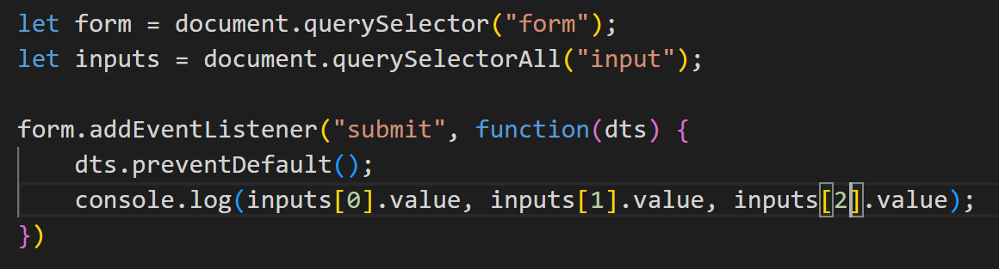 let form = document.querySelector("form");
let inputs = document.querySelectorAll("input");
form.addEventListener("submit", function(dts) {
    dts.preventDefault();
    console.log(inputs[0].value, inputs[1].value, inputs[2].value);
})